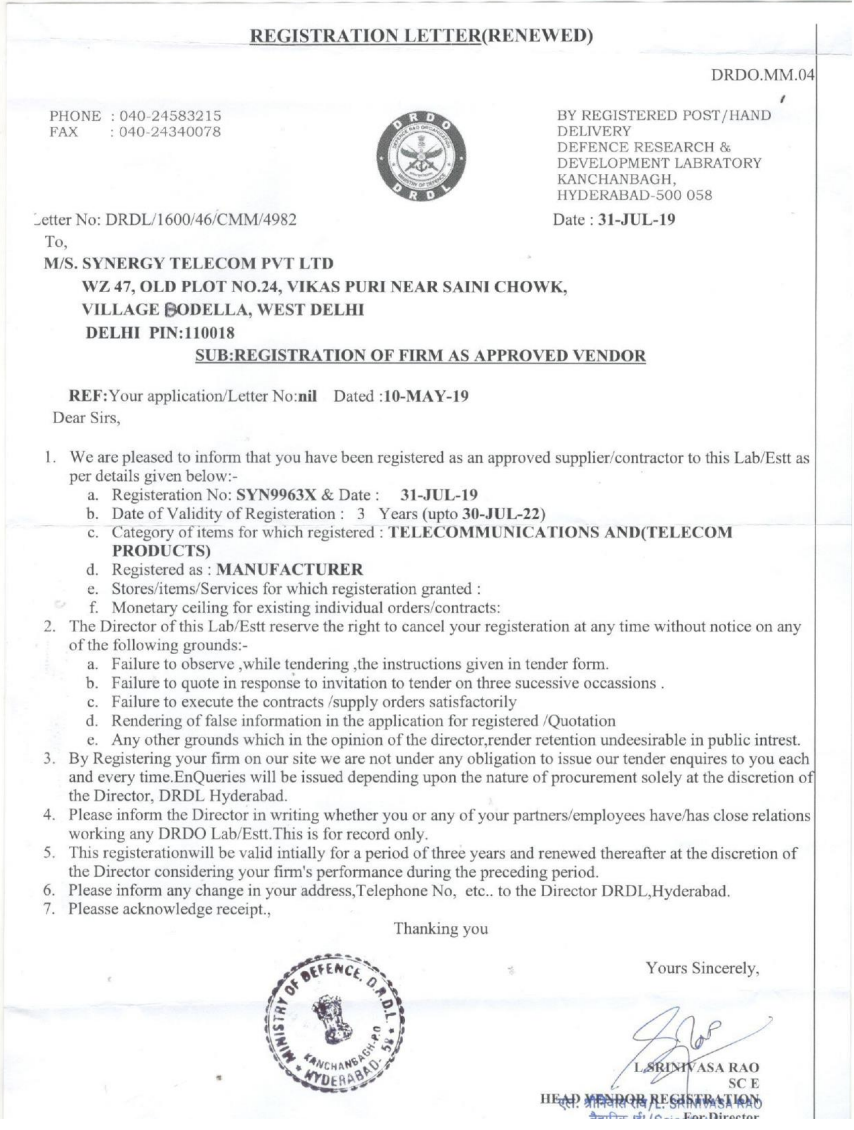 REGISTRATION LETTER(RENEWED)
DRDO.MM.04
PHONE : 040-24583215
FAX : 040-24340078
DRDO
DEFENCE R&D ORGANISATION
MINISTRY OF DEFENCE
DRDL
BY REGISTERED POST/HAND
DELIVERY
DEFENCE RESEARCH &
DEVELOPMENT LABRATORY
KANCHANBAGH,
HYDERABAD-500 058
Letter No: DRDL/1600/46/CMM/4982
Date : 31-JUL-19
To,
M/S. SYNERGY TELECOM PVT LTD
WZ 47, OLD PLOT NO.24, VIKAS PURI NEAR SAINI CHOWK,
VILLAGE BODELLA, WEST DELHI
DELHI PIN:110018
SUB:REGISTRATION OF FIRM AS APPROVED VENDOR
REF:Your application/Letter No:nil Dated :10-MAY-19
Dear Sirs,
1. We are pleased to inform that you have been registered as an approved supplier/contractor to this Lab/Estt as
per details given below:-
a. Registeration No: SYN9963X & Date : 31-JUL-19
b. Date of Validity of Registeration : 3 Years (upto 30-JUL-22)
c. Category of items for which registered : TELECOMMUNICATIONS AND(TELECOM
PRODUCTS)
d. Registered as : MANUFACTURER
e. Stores/items/Services for which registeration granted :
f. Monetary ceiling for existing individual orders/contracts:
2. The Director of this Lab/Estt reserve the right to cancel your registeration at any time without notice on any
of the following grounds:-
a. Failure to observe ,while tendering ,the instructions given in tender form.
b. Failure to quote in response to invitation to tender on three sucessive occassions .
c. Failure to execute the contracts /supply orders satisfactorily
d. Rendering of false information in the application for registered /Quotation
e. Any other grounds which in the opinion of the director,render retention undeesirable in public intrest.
3. By Registering your firm on our site we are not under any obligation to issue our tender enquires to you each
and every time.EnQueries will be issued depending upon the nature of procurement solely at the discretion of
the Director, DRDL Hyderabad.
4. Please inform the Director in writing whether you or any of your partners/employees have/has close relations
working any DRDO Lab/Estt.This is for record only.
5. This registerationwill be valid intially for a period of three years and renewed thereafter at the discretion of
the Director considering your firm's performance during the preceding period.
6. Please inform any change in your address,Telephone No, etc.. to the Director DRDL,Hyderabad.
7. Pleasse acknowledge receipt.,
Thanking you
Yours Sincerely,
MINISTRY OF DEFENCE, D.R.D.L.
KANCHANBAGH-P.O
HYDERABAD-58
L.SRINIVASA RAO
SC E
HEAD VENDOR REGISTRATION
/L. SRINIVASA RAO
For Director